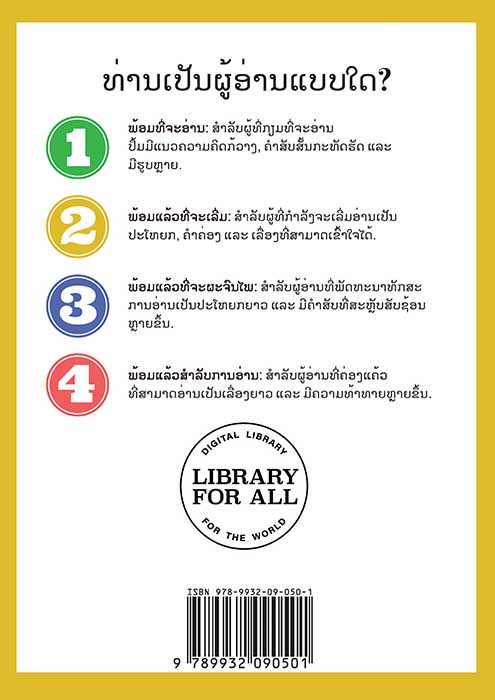 ທ່ານເປັນຜູ້ອ່ານແບບໃດ?
1
ພ້ອມທີ່ຈະອ່ານ: ສຳລັບຜູ້ທີ່ກຽມທີ່ຈະອ່ານ
ປຶ້ມມີແນວຄວາມຄິດກ້ວາງ, ຄຳສັບສັ້ນກະທັດຮັດ ແລະ
ມີຮູບຫຼາຍ.
2
ພ້ອມແລ້ວທີ່ຈະເລີ່ມ: ສຳລັບຜູ້ທີ່ກຳລັງຈະເລີ່ມອ່ານເປັນ
ປະໂຫຍກ, ຄຳຄ່ອງ ແລະ ເລື່ອງທີ່ສາມາດເຂົ້າໃຈໄດ້.
3
ພ້ອມແລ້ວທີ່ຈະຜະຈົນໄພ: ສຳລັບຜູ້ອ່ານທີ່ພັດທະນາທັກສະ
ການອ່ານເປັນປະໂຫຍກຍາວ ແລະ ມີຄຳສັບທີ່ສະຫຼັບສັບຊ້ອນ
ຫຼາຍຂຶ້ນ.
4
ພ້ອມແລ້ວສຳລັບການອ່ານ: ສຳລັບຜູ້ອ່ານທີ່ຄ່ອງແຄ້ວ
ທີ່ສາມາດອ່ານເປັນເລື່ອງຍາວ ແລະ ມີຄວາມທ້າທາຍຫຼາຍຂຶ້ນ.
DIGITAL LIBRARY
LIBRARY
FOR ALL
FOR THE WORLD
ISBN 978-9932-09-050-1
9 789932 090501